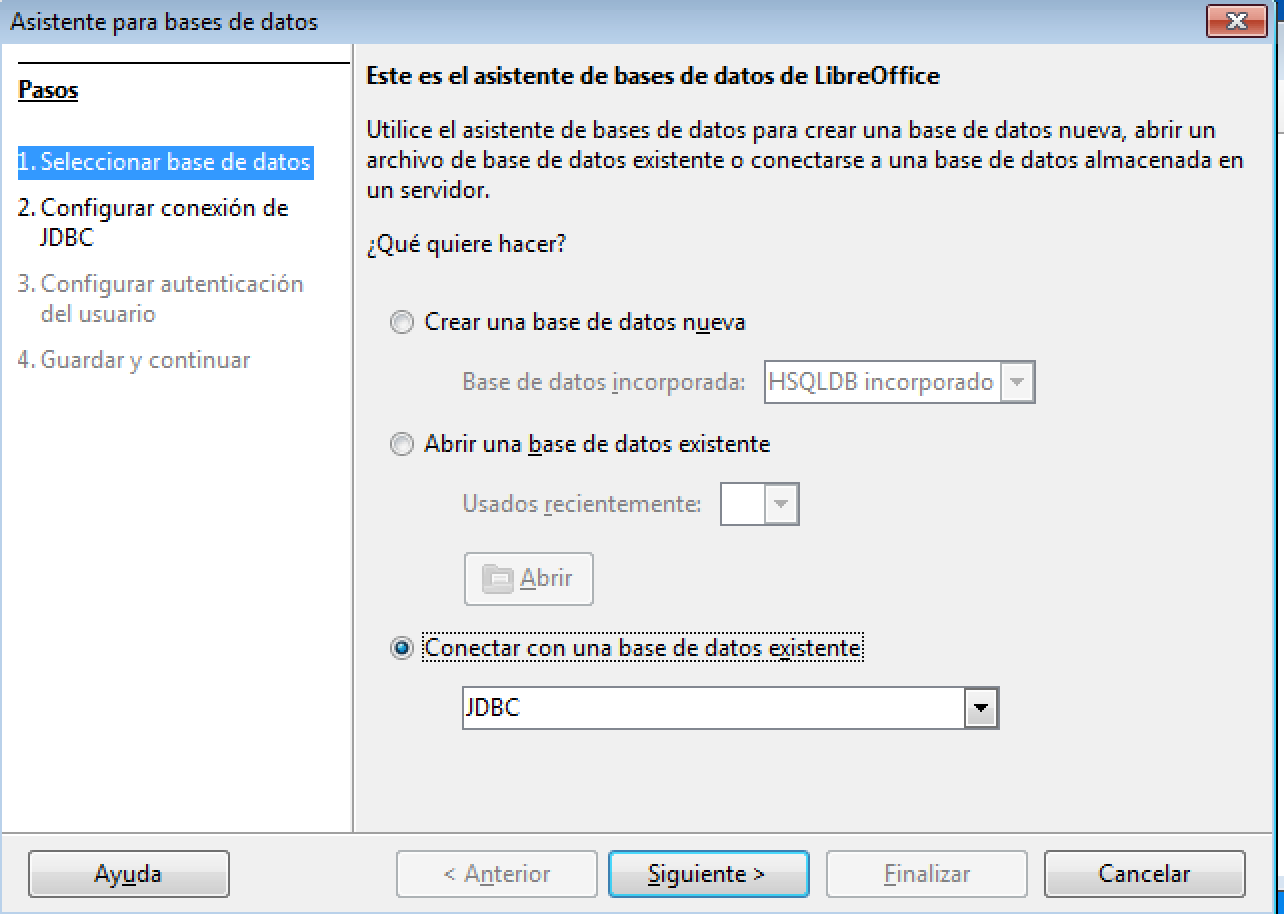 Asistente para bases de datos
Pasos
1. Seleccionar base de datos
2. Configurar conexión de
JDBC
3. Configurar autenticación
del usuario
4. Guardar y continuar
Este es el asistente de bases de datos de LibreOffice
Utilice el asistente de bases de datos para crear una base de datos nueva, abrir un
archivo de base de datos existente o conectarse a una base de datos almacenada en
un servidor.
¿Qué quiere hacer?
Crear una base de datos nueva
Base de datos incorporada: HSQLDB incorporado
Abrir una base de datos existente
Usados recientemente:
Abrir
Conectar con una base de datos existente
JDBC
Ayuda < Anterior Siguiente > Finalizar Cancelar